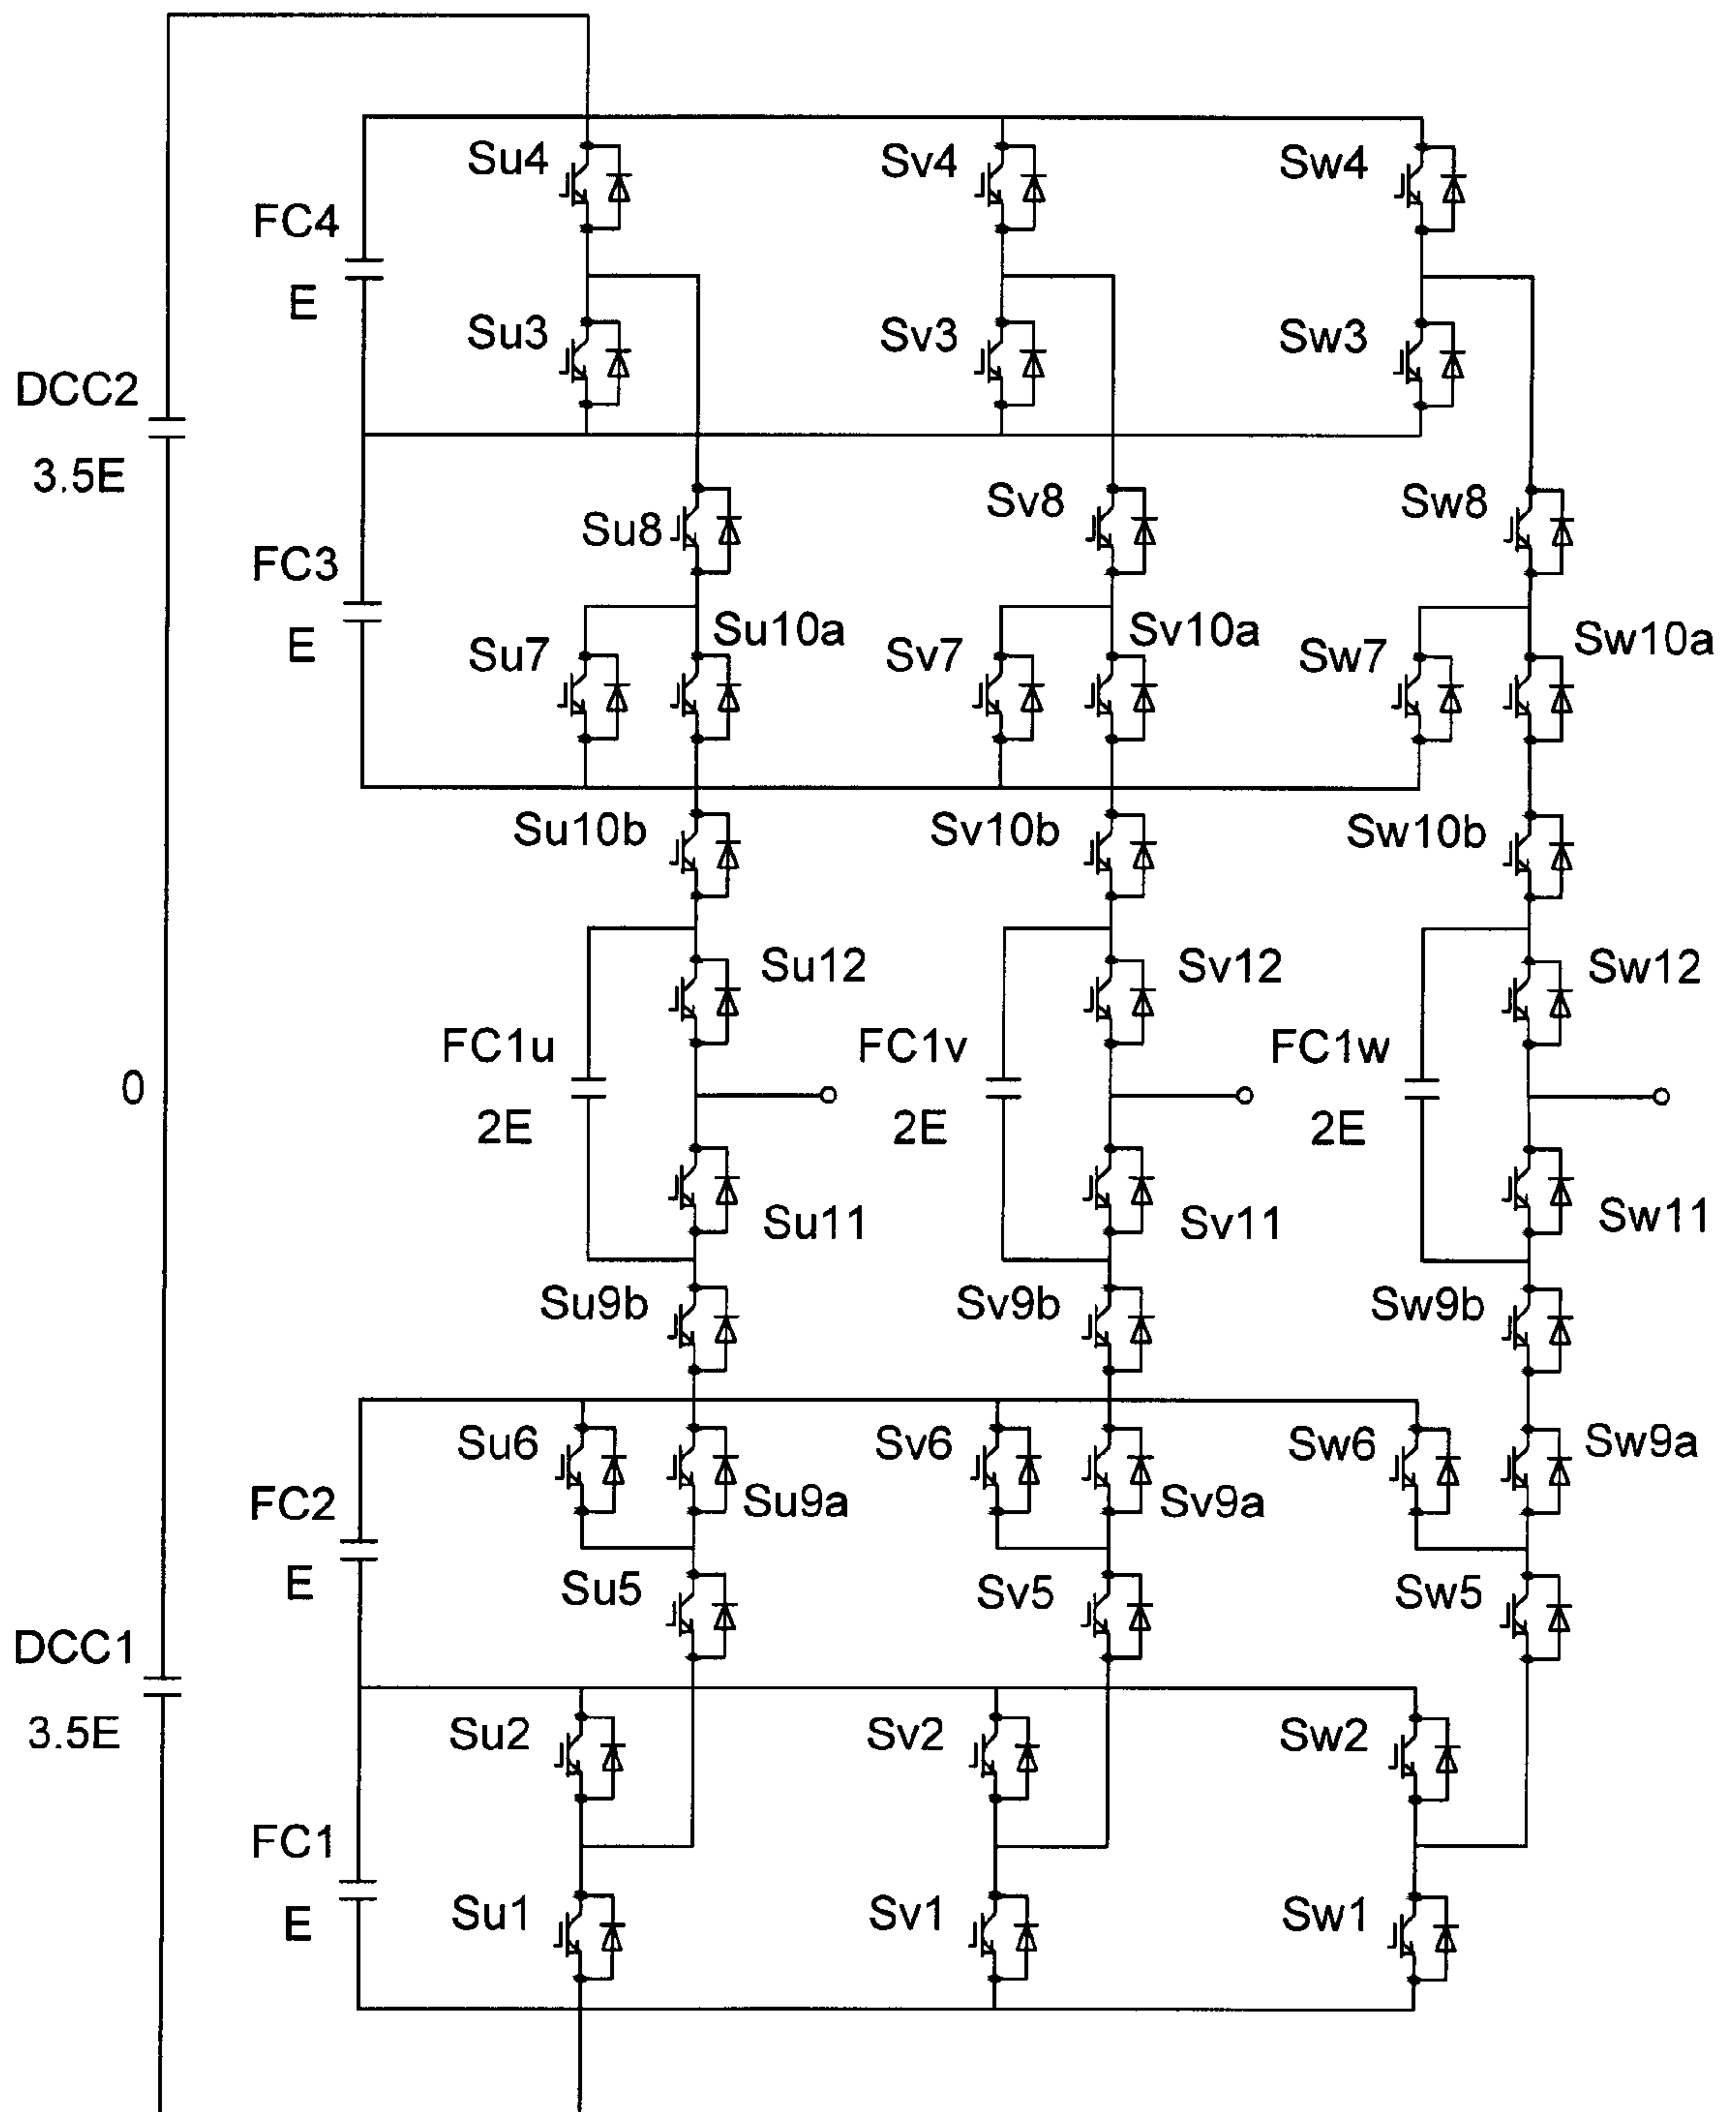 Su4 Sv4 Sw4
FC4
E
Su3 Sv3 Sw3
DCC2
3.5E
Su8 Sv8 Sw8
FC3
E
Su7 Su10a Sv7 Sv10a Sw7 Sw10a
Su10b Sv10b Sw10b
Su12 Sv12 Sw12
FC1u FC1v FC1w
0
2E 2E 2E
Su11 Sv11 Sw11
Su9b Sv9b Sw9b
Su6 Sv6 Sw6 Sw9a
FC2 Su9a Sv9a
E
Su5 Sv5 Sw5
DCC1
3.5E
Su2 Sv2 Sw2
FC1
E
Su1 Sv1 Sw1